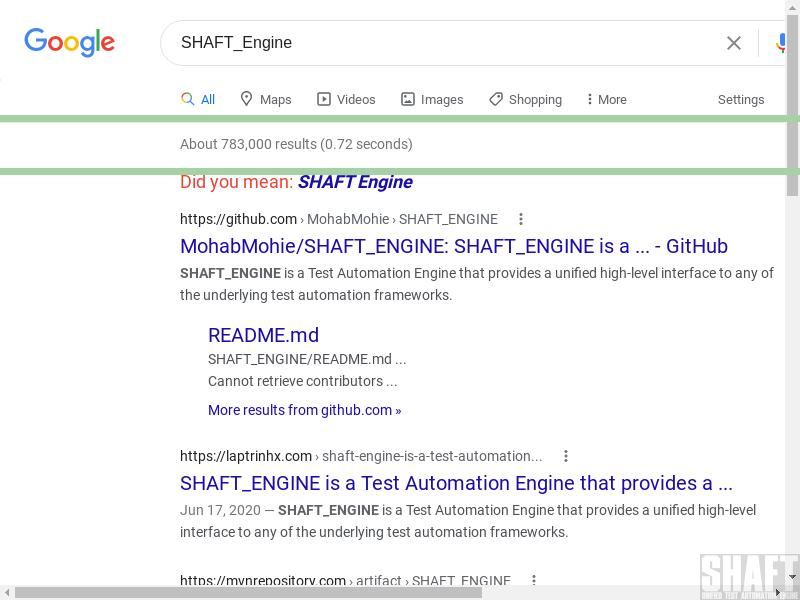 Google
SHAFT_Engine
All
Maps
Videos
Images
Shopping
More
Settings
About 783,000 results (0.72 seconds)
Did you mean: SHAFT Engine
https://github.com › MohabMohie › SHAFT_ENGINE
MohabMohie/SHAFT_ENGINE: SHAFT_ENGINE is a ... - GitHub
SHAFT_ENGINE is a Test Automation Engine that provides a unified high-level interface to any of
the underlying test automation frameworks.
README.md
SHAFT_ENGINE/README.md ...
Cannot retrieve contributors ...
More results from github.com »
https://laptrinhx.com › shaft-engine-is-a-test-automation...
SHAFT_ENGINE is a Test Automation Engine that provides a ...
Jun 17, 2020 — SHAFT_ENGINE is a Test Automation Engine that provides a unified high-level
interface to any of the underlying test automation frameworks.
https://mvnrepository.com › artifact › SHAFT_ENGINE
SHAFT
UNIFIED TEST AUTOMATION ENGINE